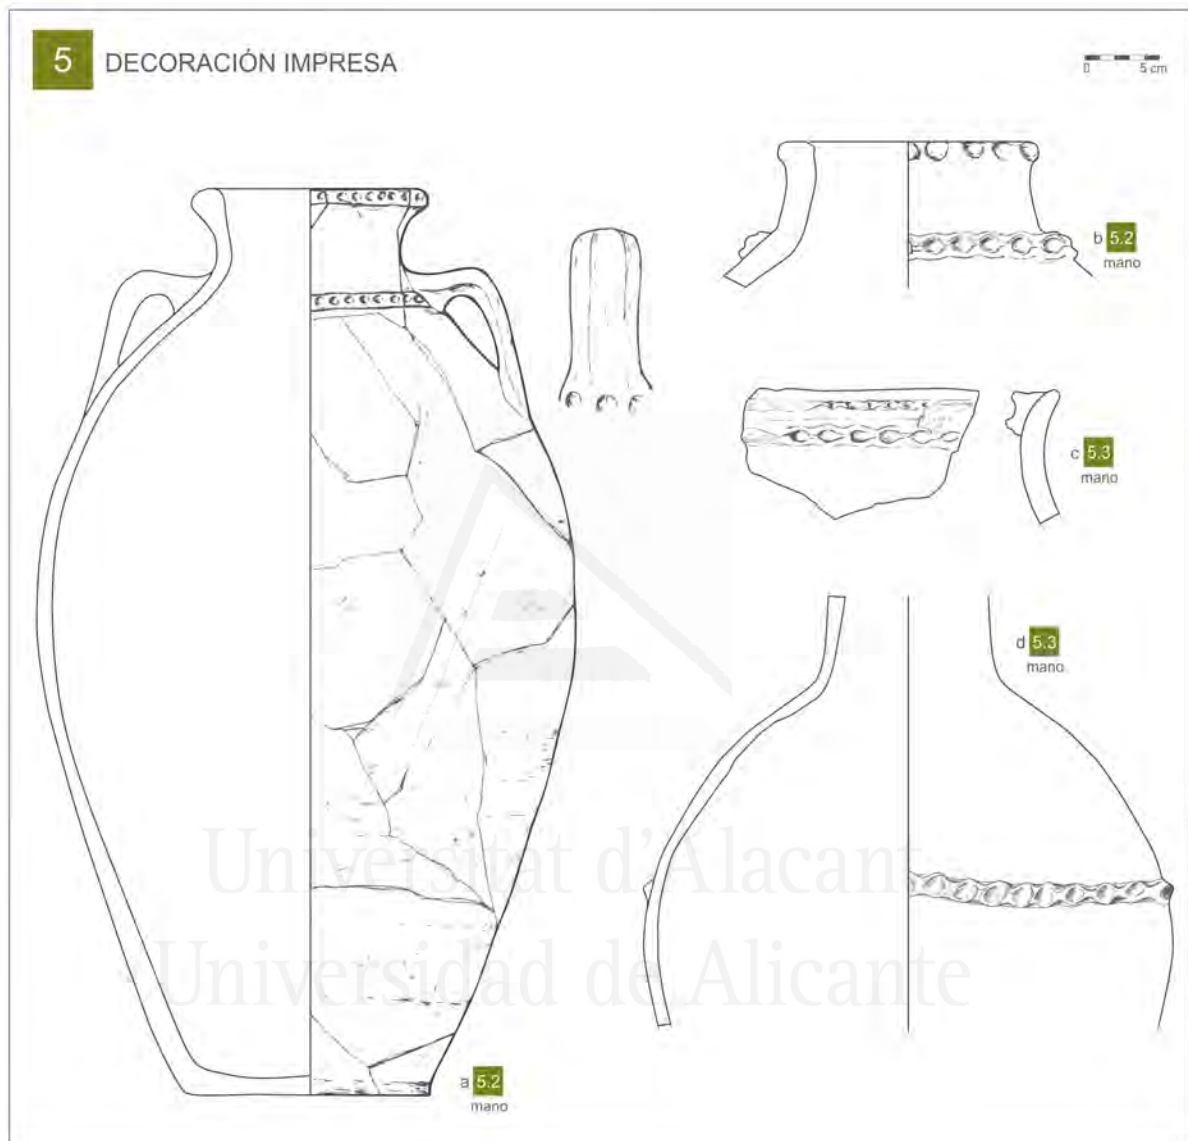 5 DECORACIÓN IMPRESA
0 5 cm
b 5.2
mano
c 5.3
mano
d 5.3
mano
a 5.2
mano
Universitat d'Alacant
Universidad de Alicante